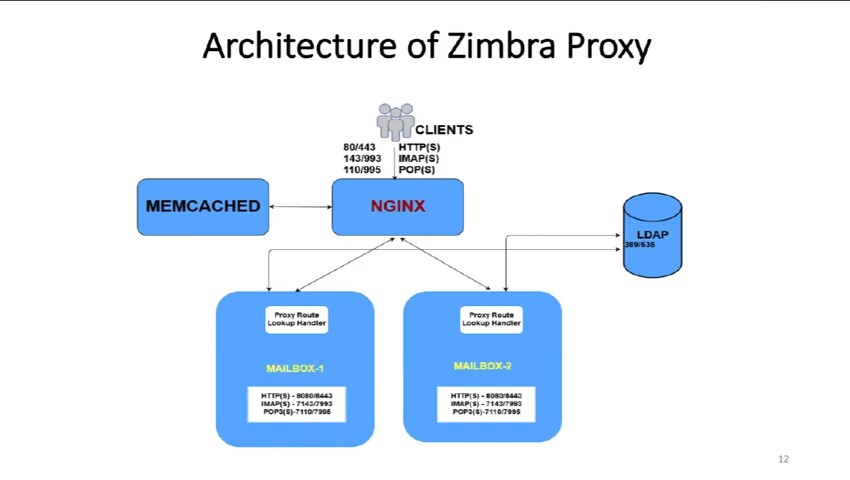 Architecture of Zimbra Proxy
CLIENTS
80/443 HTTP(S)
143/993 IMAP(S)
110/995 POP(S)
MEMCACHED
NGINX
LDAP
389/636
Proxy Route
Lookup Handler
MAILBOX-1
HTTP(S) - 8080/8443
IMAP(S) - 7143/7993
POP3(S)-7110/7995
Proxy Route
Lookup Handler
MAILBOX-2
HTTP(S) - 8080/8443
IMAP(S) - 7143/7993
POP3(S)-7110/7995
12